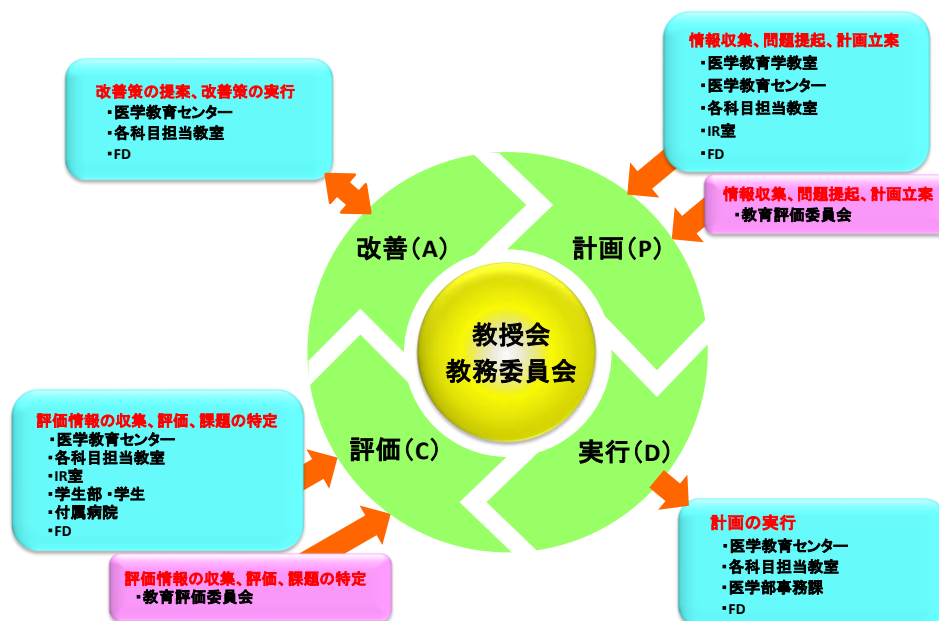 情報収集、問題提起、計画立案
・医学教育学教室
・医学教育センター
・各科目担当教室
・IR室
・FD
情報収集、問題提起、計画立案
・教育評価委員会
改善策の提案、改善策の実行
・医学教育センター
・各科目担当教室
・FD
改善（A）
計画（P）
教授会
教務委員会
評価（C）
実行（D）
評価情報の収集、評価、課題の特定
・医学教育センター
・各科目担当教室
・IR室
・学生部 ・学生
・付属病院
・FD
評価情報の収集、評価、課題の特定
・教育評価委員会
計画の実行
・医学教育センター
・各科目担当教室
・医学部事務課
・FD